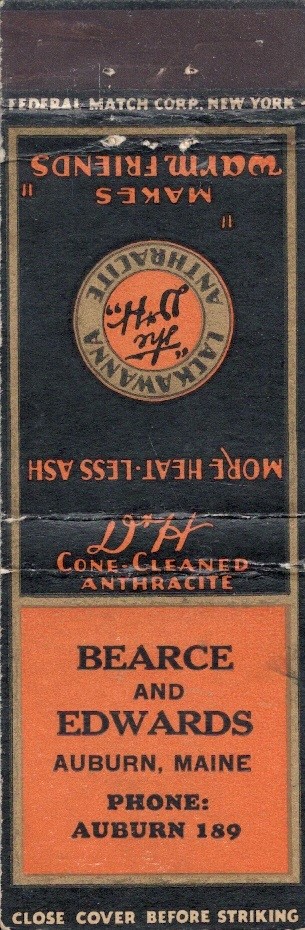 FEDERAL MATCH CORP., NEW YORK
MORE HEAT-LESS ASH
LACKAWANNA
"The
D&H"
ANTHRACITE
"MAKES
warm FRIENDS"
D&H
CONE-CLEANED
ANTHRACITE
BEARCE
AND
EDWARDS
AUBURN, MAINE
PHONE:
AUBURN 189
CLOSE COVER BEFORE STRIKING